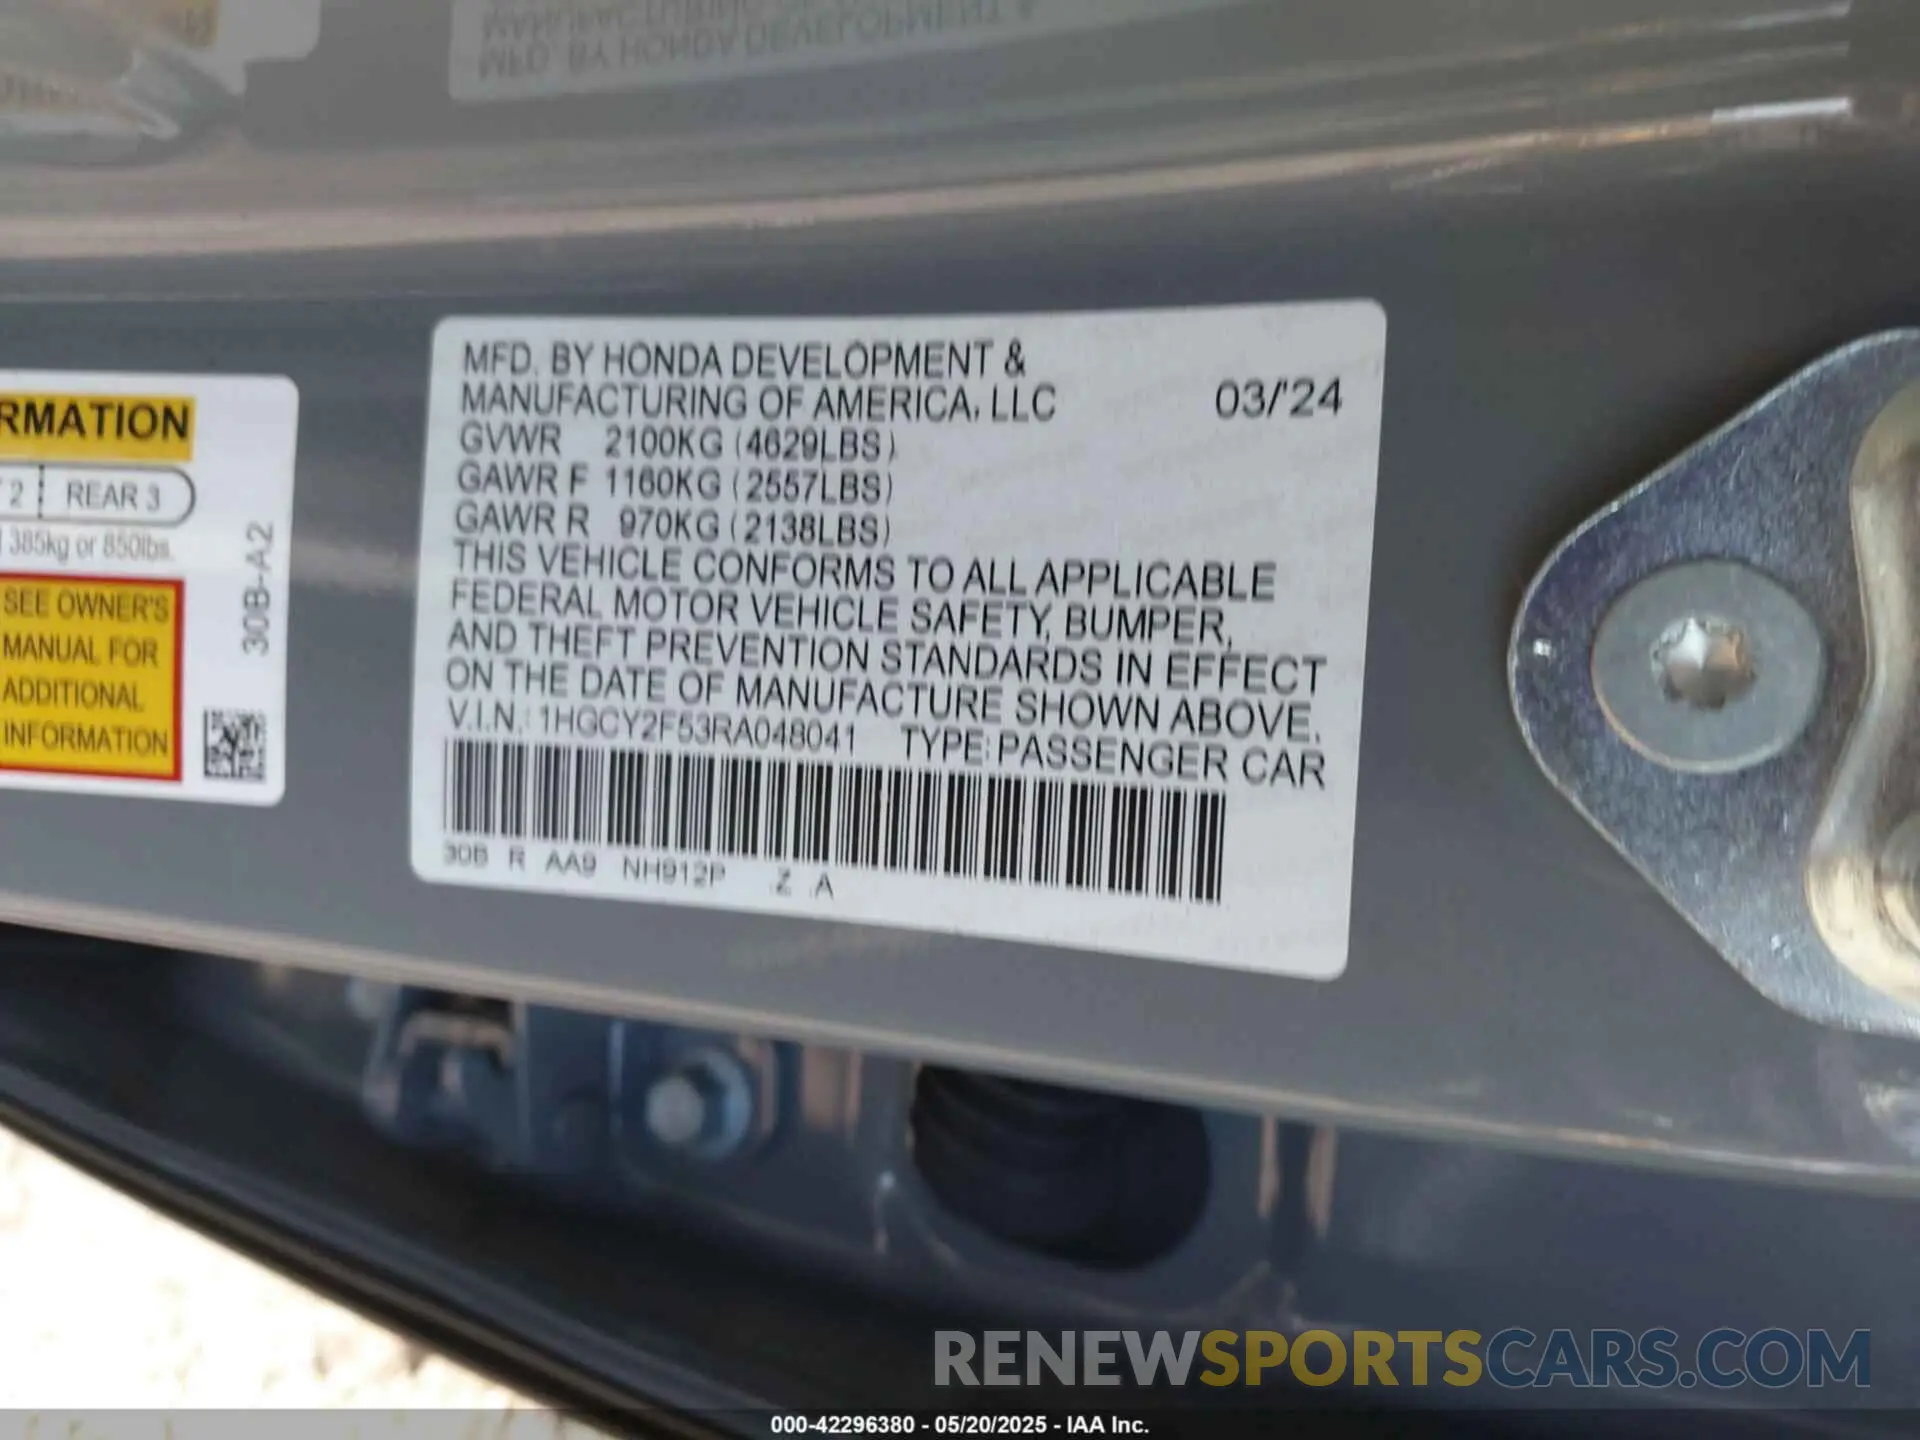 MFD. BY HONDA DEVELOPMENT &
MANUFACTURING OF AMERICA, LLC 03/'24
GVWR 2100KG (4629LBS)
GAWR F 1160KG (2557LBS)
GAWR R 970KG (2138LBS)
THIS VEHICLE CONFORMS TO ALL APPLICABLE
FEDERAL MOTOR VEHICLE SAFETY, BUMPER,
AND THEFT PREVENTION STANDARDS IN EFFECT
ON THE DATE OF MANUFACTURE SHOWN ABOVE.
V.I.N.: 1HGCY2F53RA048041 TYPE: PASSENGER CAR
30B R AA9 NH912P Z A
RMATION
2 REAR 3
385kg or 850lbs.
SEE OWNER'S
MANUAL FOR
ADDITIONAL
INFORMATION
30B-A2
RENEWSPORTSCARS.COM
000-42296380 - 05/20/2025 - IAA Inc.